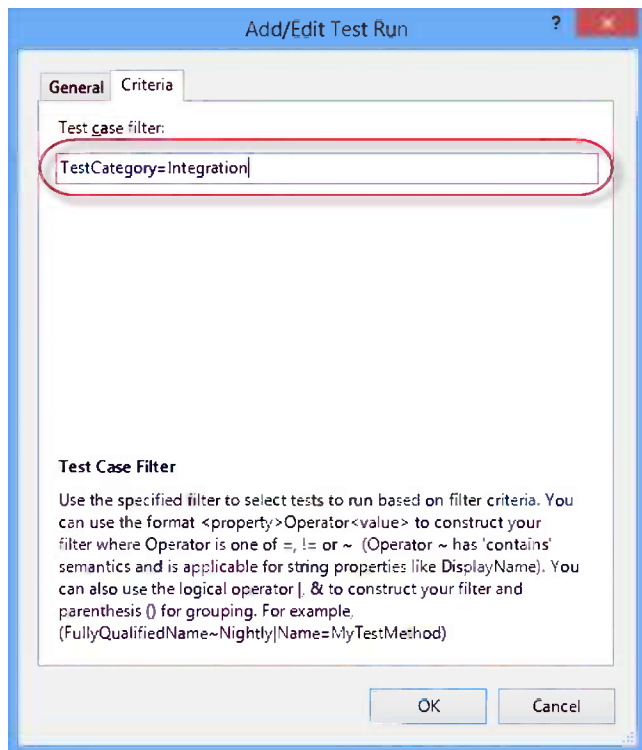 Add/Edit Test Run
?
General Criteria
Test case filter:
TestCategory=Integration
Test Case Filter
Use the specified filter to select tests to run based on filter criteria. You
can use the format <property>Operator<value> to construct your
filter where Operator is one of =, != or ~  (Operator ~ has 'contains'
semantics and is applicable for string properties like DisplayName). You
can also use the logical operator |, & to construct your filter and
parenthesis () for grouping. For example,
(FullyQualifiedName~Nightly|Name=MyTestMethod)
OK Cancel